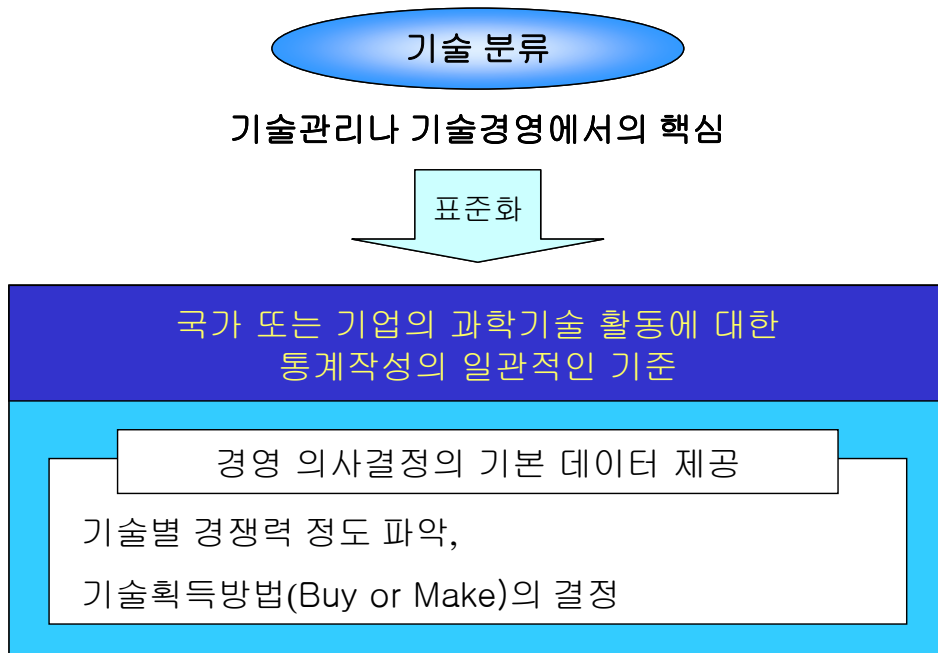 기술 분류
기술관리나 기술경영에서의 핵심
표준화
국가 또는 기업의 과학기술 활동에 대한
통계작성의 일관적인 기준
경영 의사결정의 기본 데이터 제공
기술별 경쟁력 정도 파악,
기술획득방법(Buy or Make)의 결정